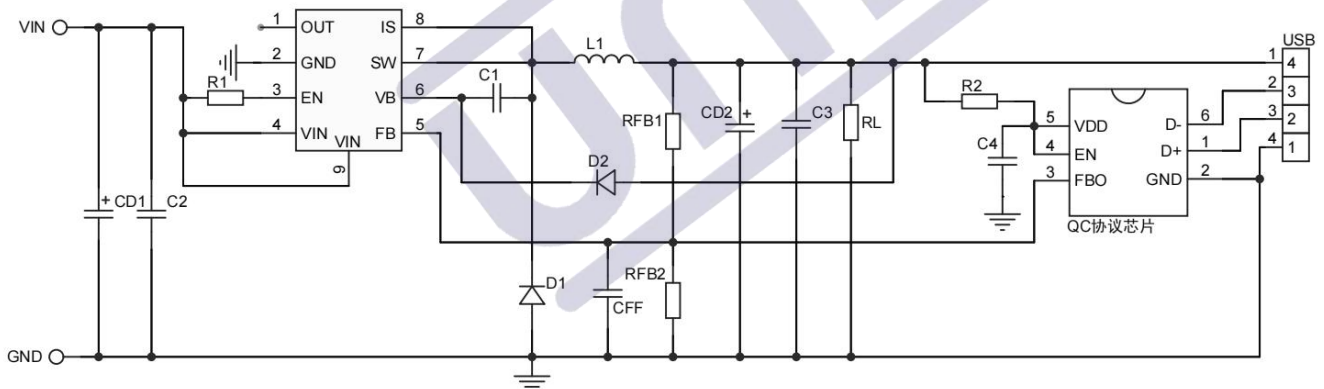 VIN
GND
1 OUT
2 GND
3 EN
4 VIN
IS 8
SW 7
VB 6
FB 5
VIN
9
R1
CD1
+
C2
C1
L1
D2
D1
RFB1
RFB2
CFF
CD2
+
C3
RL
R2
C4
5 VDD
4 EN
3 FBO
D- 6
D+ 1
GND 2
QC协议芯片
USB
1 4
2 3
3 2
4 1